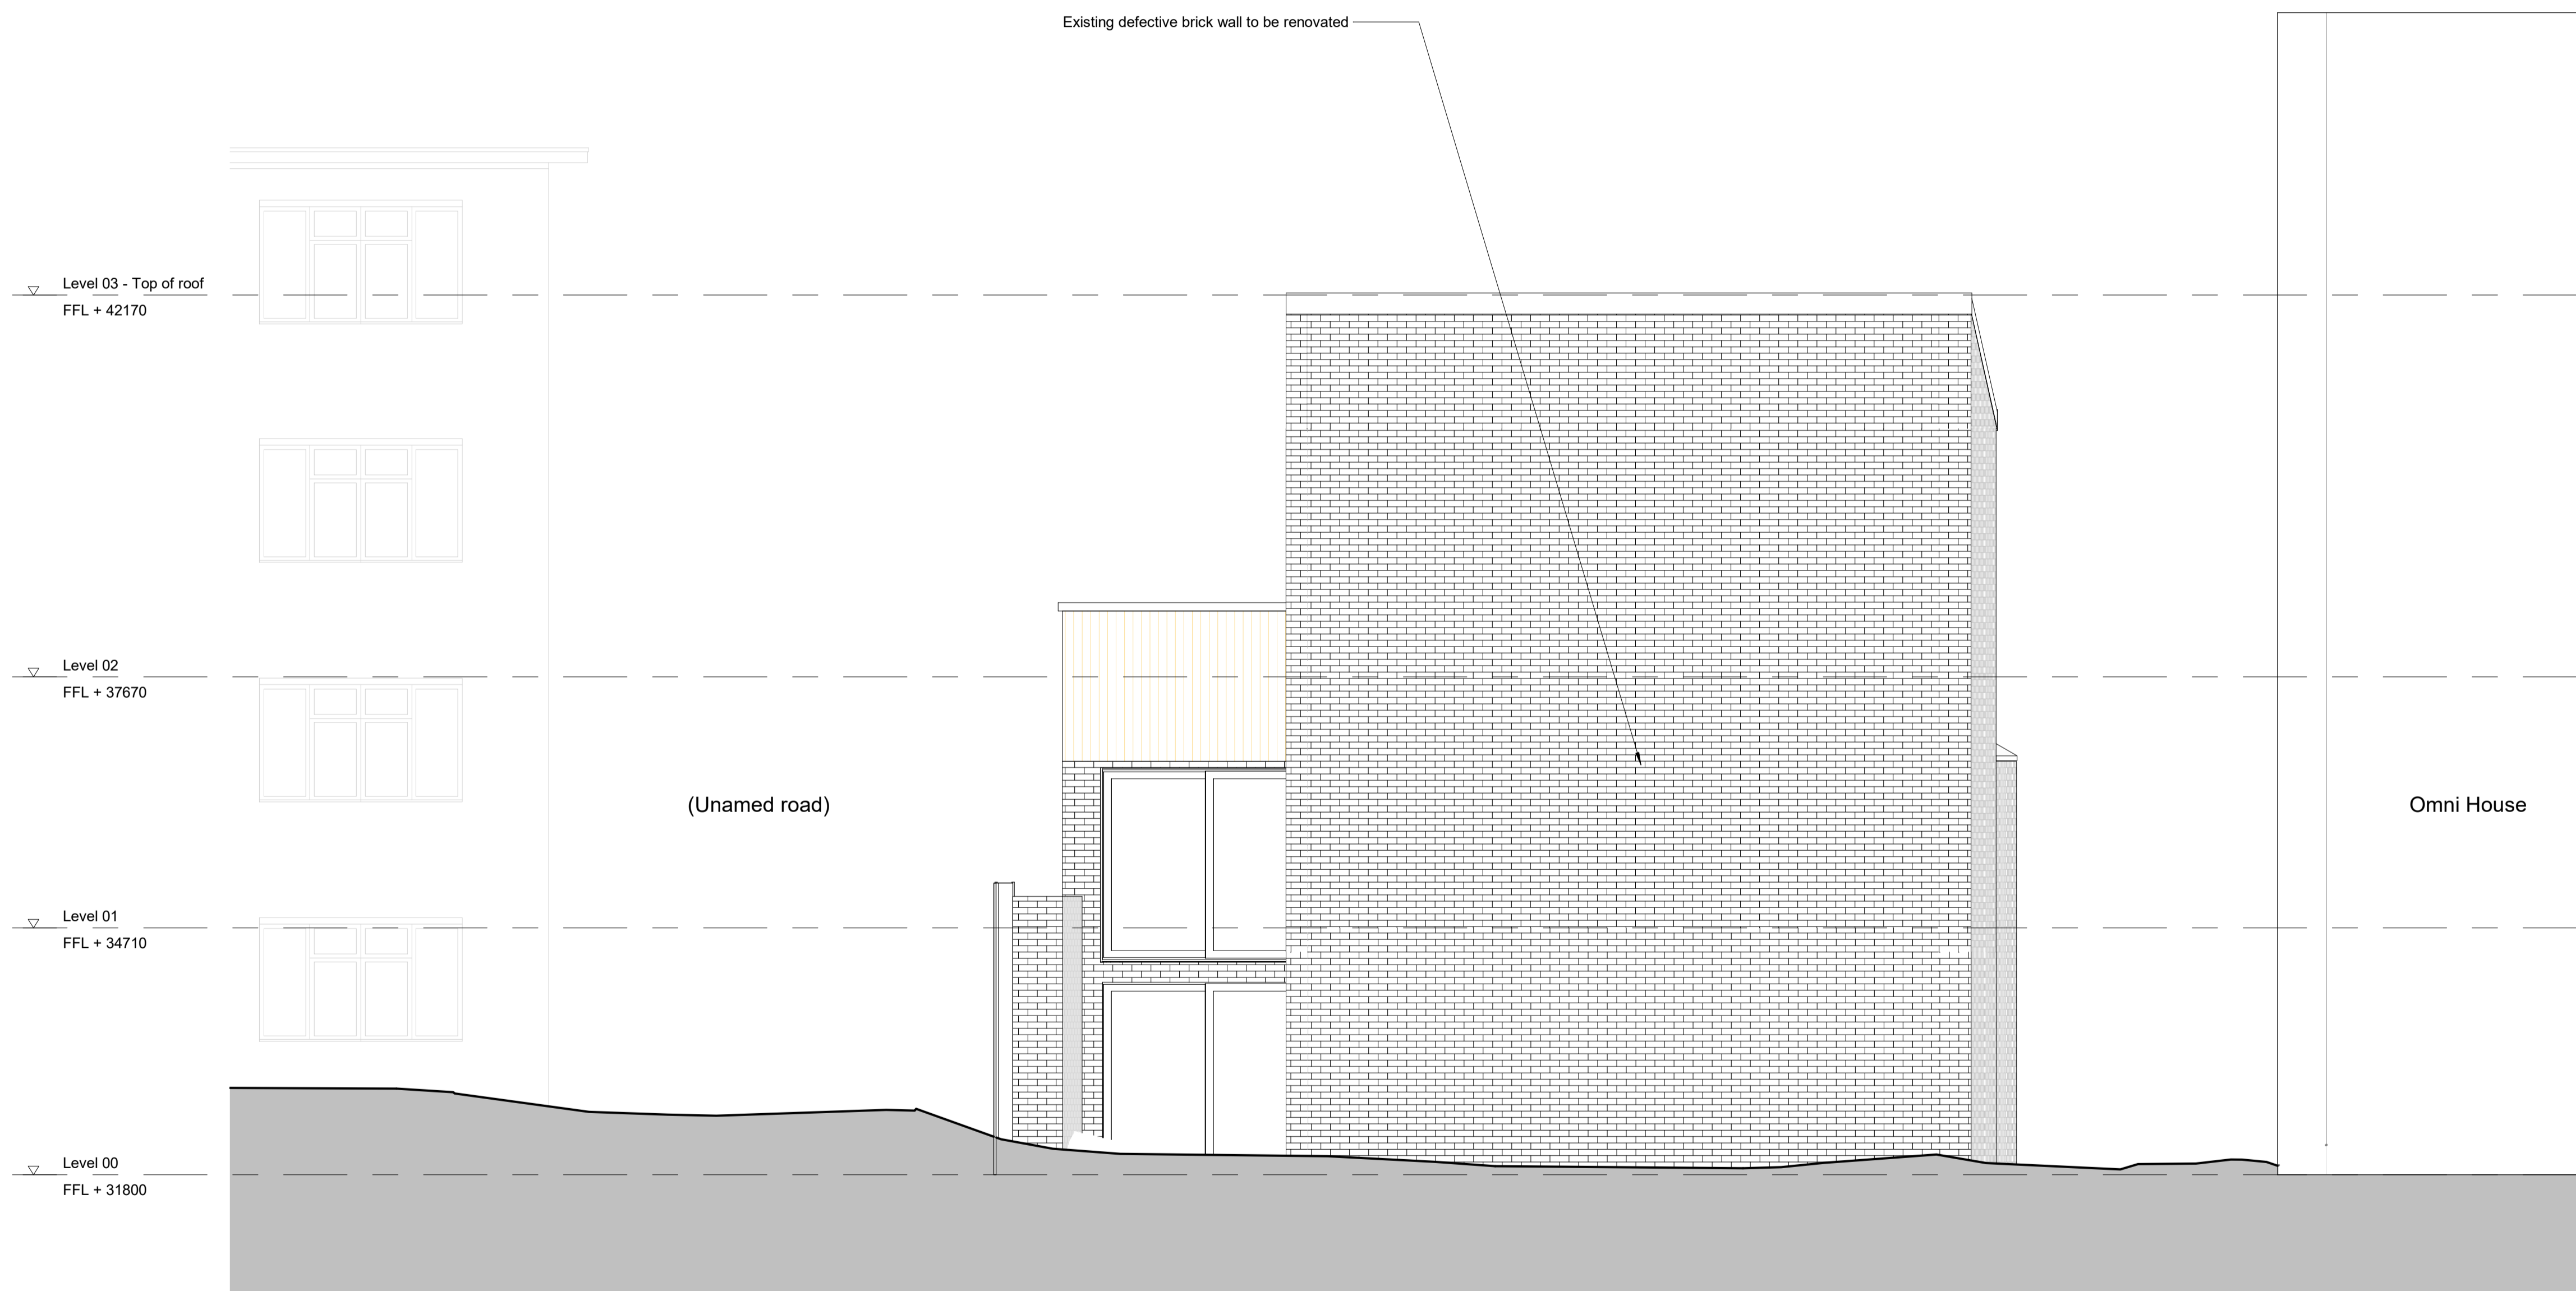 Existing defective brick wall to be renovated
Level 03 - Top of roof
FFL + 42170
Level 02
FFL + 37670
(Unamed road)
Omni House
Level 01
FFL + 34710
Level 00
FFL + 31800